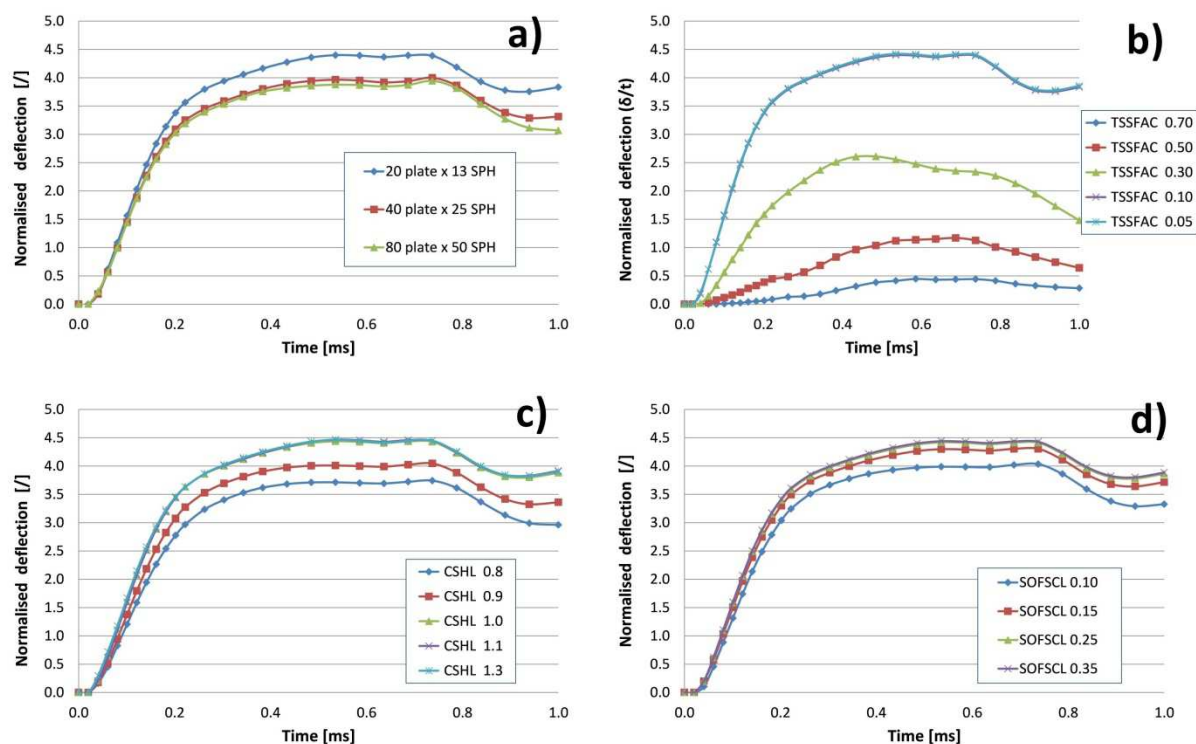 a)
Normalised deflection [/]
5.0
4.5
4.0
3.5
3.0
2.5
2.0
1.5
1.0
0.5
0.0
20 plate x 13 SPH
40 plate x 25 SPH
80 plate x 50 SPH
0.0 0.2 0.4 0.6 0.8 1.0
Time [ms]
b)
Normalised deflection (δ/t)
5.0
4.5
4.0
3.5
3.0
2.5
2.0
1.5
1.0
0.5
0.0
TSSFAC 0.70
TSSFAC 0.50
TSSFAC 0.30
TSSFAC 0.10
TSSFAC 0.05
0.0 0.2 0.4 0.6 0.8 1.0
Time [ms]
c)
Normalised deflection [/]
5.0
4.5
4.0
3.5
3.0
2.5
2.0
1.5
1.0
0.5
0.0
CSHL 0.8
CSHL 0.9
CSHL 1.0
CSHL 1.1
CSHL 1.3
0.0 0.2 0.4 0.6 0.8 1.0
Time [ms]
d)
Normalised deflection [/]
5.0
4.5
4.0
3.5
3.0
2.5
2.0
1.5
1.0
0.5
0.0
SOFSCL 0.10
SOFSCL 0.15
SOFSCL 0.25
SOFSCL 0.35
0.0 0.2 0.4 0.6 0.8 1.0
Time [ms]